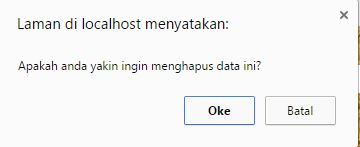 Laman di localhost menyatakan:
Apakah anda yakin ingin menghapus data ini?
Oke Batal